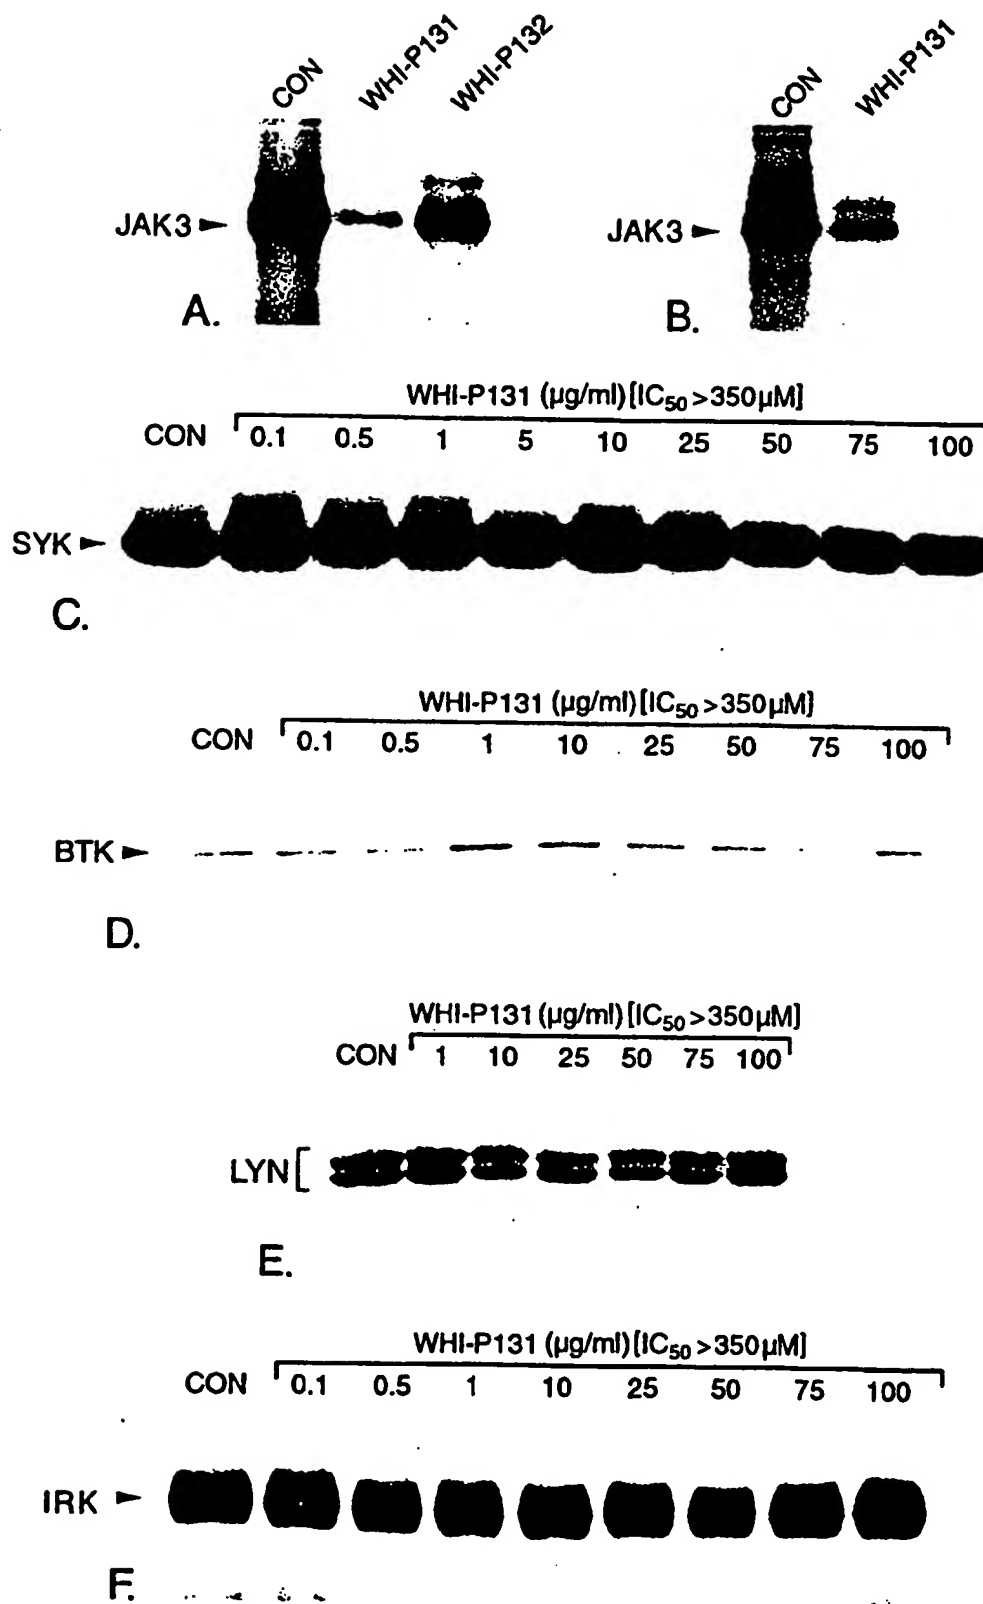 CON WHI-P131 WHI-P132
CON WHI-P131
JAK3
JAK3
A.
B.
WHI-P131 (µg/ml) [IC50 >350µM]
CON 0.1 0.5 1 5 10 25 50 75 100
SYK
C.
WHI-P131 (µg/ml) [IC50 >350µM]
CON 0.1 0.5 1 10 25 50 75 100
BTK
D.
WHI-P131 (µg/ml) [IC50 >350µM]
CON 1 10 25 50 75 100
LYN
E.
WHI-P131 (µg/ml) [IC50 >350µM]
CON 0.1 0.5 1 10 25 50 75 100
IRK
F.